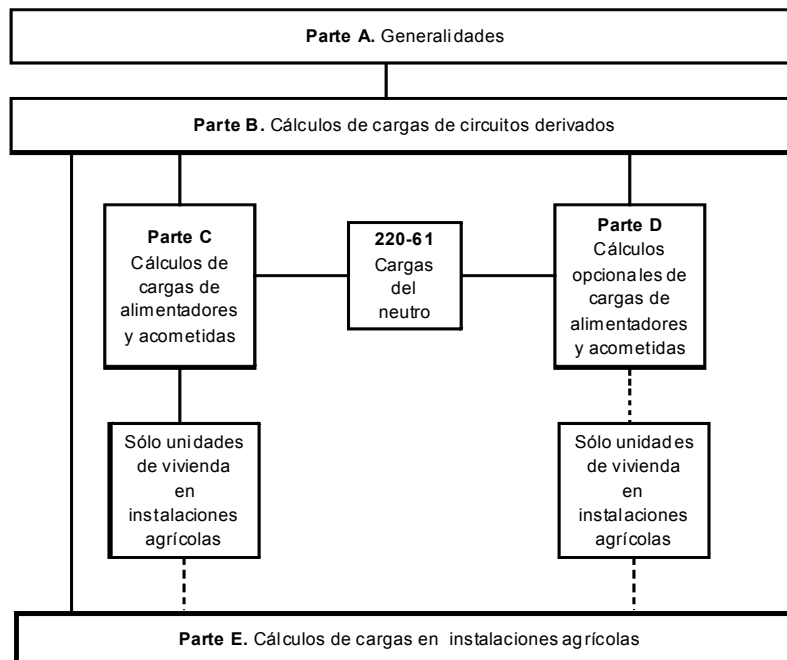 Parte A. Generalidades
Parte B. Cálculos de cargas de circuitos derivados
Parte C
Cálculos de
cargas de
alimentadores
y acometidas
220-61
Cargas
del
neutro
Parte D
Cálculos
opcionales de
cargas de
alimentadores
y acometidas
Sólo unidades
de vivienda
en
instalaciones
agrícolas
Sólo unidades
de vivienda
en
instalaciones
agrícolas
Parte E. Cálculos de cargas en instalaciones agrícolas